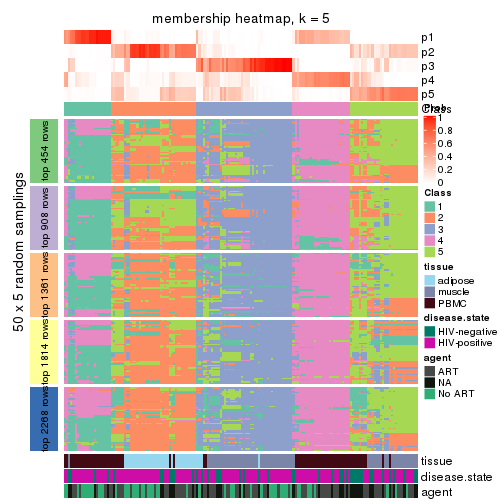 membership heatmap, k = 5
p1
p2
p3
p4
p5
Class
Prob
1
0.8
0.6
0.4
0.2
0
Class
1
2
3
4
5
tissue
adipose
muscle
PBMC
disease.state
HIV-negative
HIV-positive
agent
ART
NA
No ART
50 x 5 random samplings
top 454 rows
top 908 rows
top 1361 rows
top 1814 rows
top 2268 rows
tissue
disease.state
agent